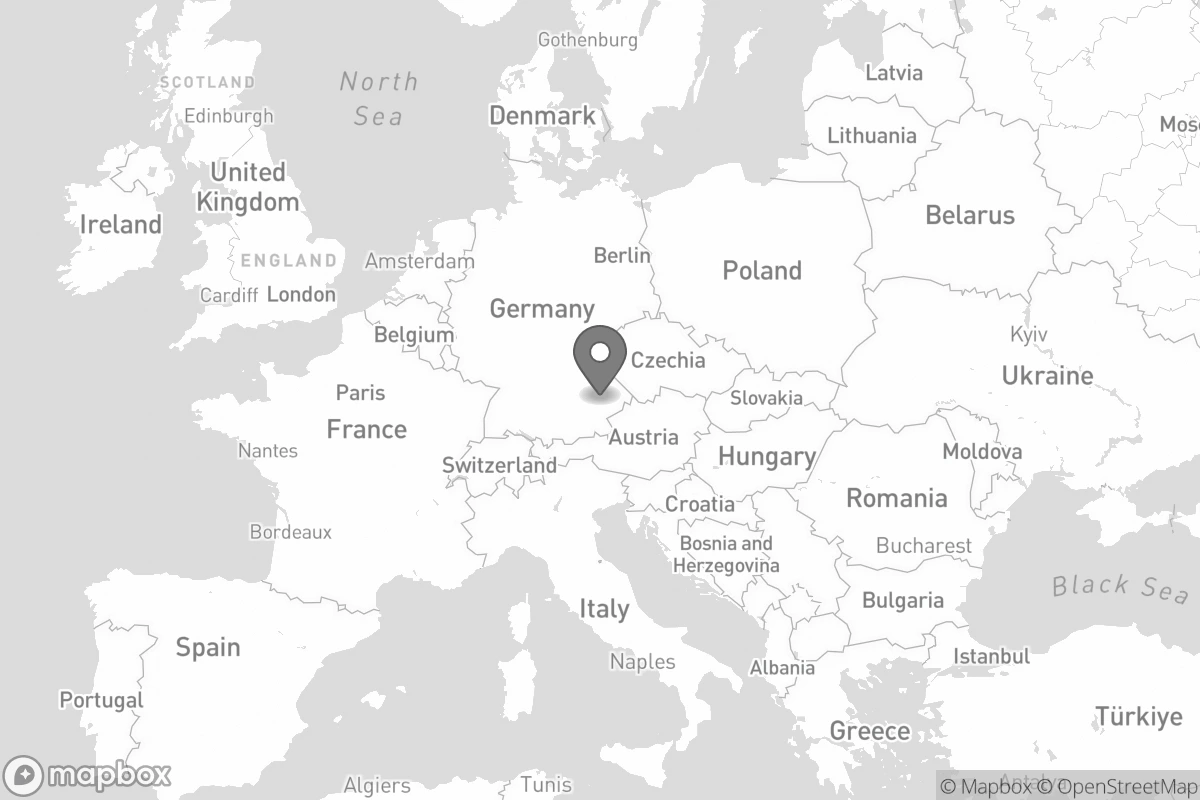 Gothenburg
North
Sea
SCOTLAND
Edinburgh
Denmark
Latvia
Lithuania
Mosc
United
Kingdom
Ireland
Belarus
ENGLAND
Amsterdam
Berlin
Poland
Cardiff
London
Germany
Belgium
Czechia
Kyiv
Ukraine
Paris
France
Slovakia
Nantes
Austria
Switzerland
Hungary
Moldova
Croatia
Romania
Bordeaux
Bosnia and
Herzegovina
Bucharest
Black Sea
Bulgaria
Italy
Spain
Naples
Albania
Istanbul
Portugal
Greece
Türkiye
Algiers
Tunis
Antalya
mapbox
© Mapbox © OpenStreetMap